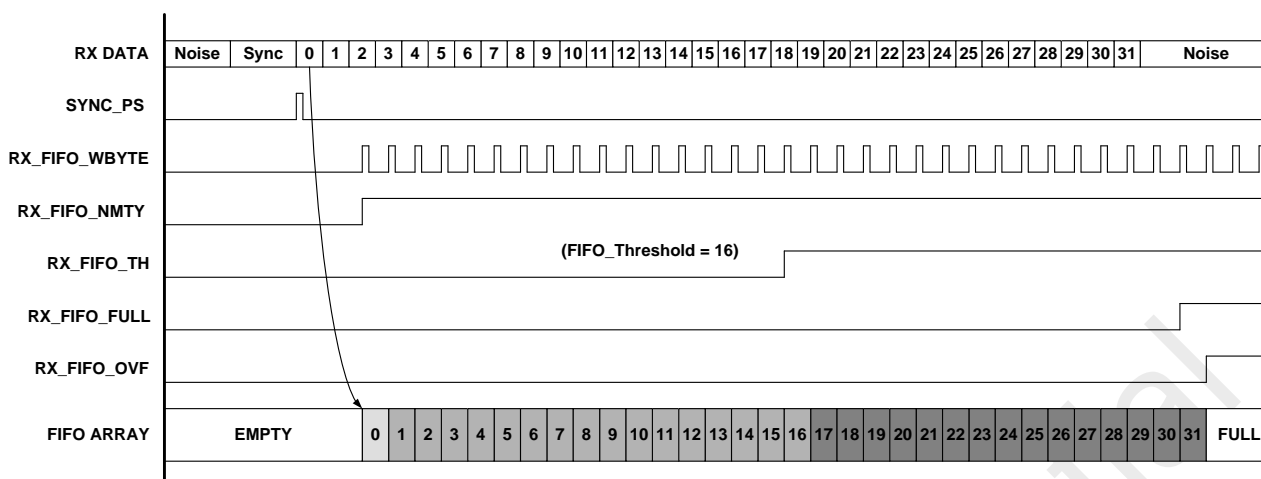 RX DATA Noise Sync 0 1 2 3 4 5 6 7 8 9 10 11 12 13 14 15 16 17 18 19 20 21 22 23 24 25 26 27 28 29 30 31 Noise
SYNC_PS
RX_FIFO_WBYTE
RX_FIFO_NMTY
(FIFO_Threshold = 16)
RX_FIFO_TH
RX_FIFO_FULL
RX_FIFO_OVF
FIFO ARRAY EMPTY 0 1 2 3 4 5 6 7 8 9 10 11 12 13 14 15 16 17 18 19 20 21 22 23 24 25 26 27 28 29 30 31 FULL